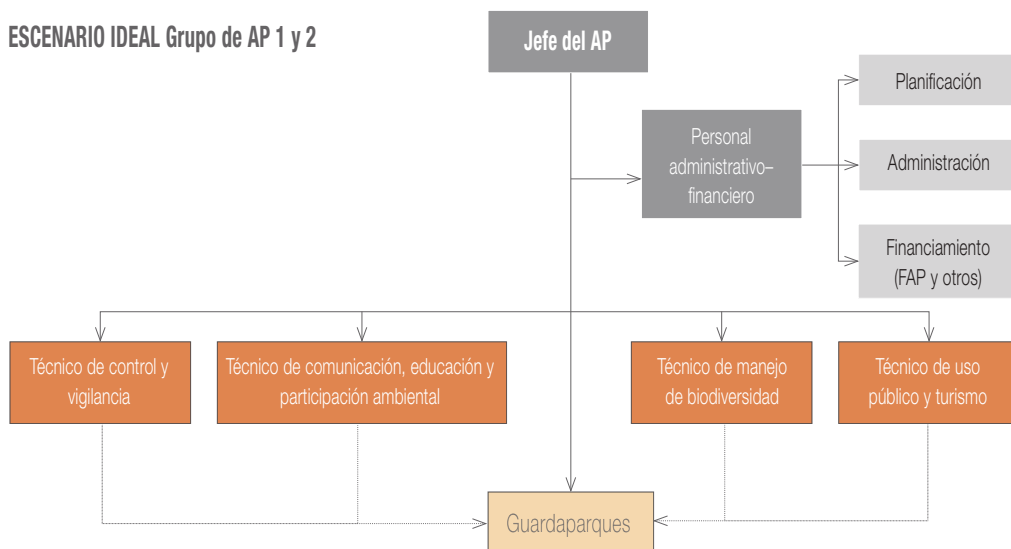 ESCENARIO IDEAL Grupo de AP 1 y 2
Jefe del AP
Personal
administrativo–
financiero
Planificación
Administración
Financiamiento
(FAP y otros)
Técnico de control y
vigilancia
Técnico de comunicación, educación y
participación ambiental
Técnico de manejo
de biodiversidad
Técnico de uso
público y turismo
Guardaparques